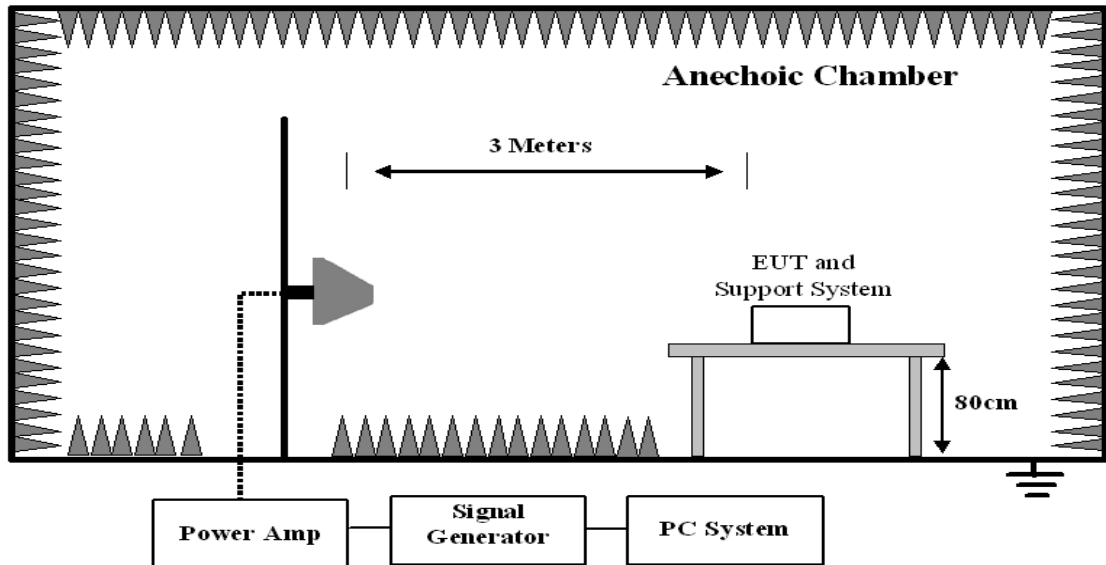 Anechoic Chamber
3 Meters
EUT and
Support System
80cm
Power Amp
Signal
Generator
PC System